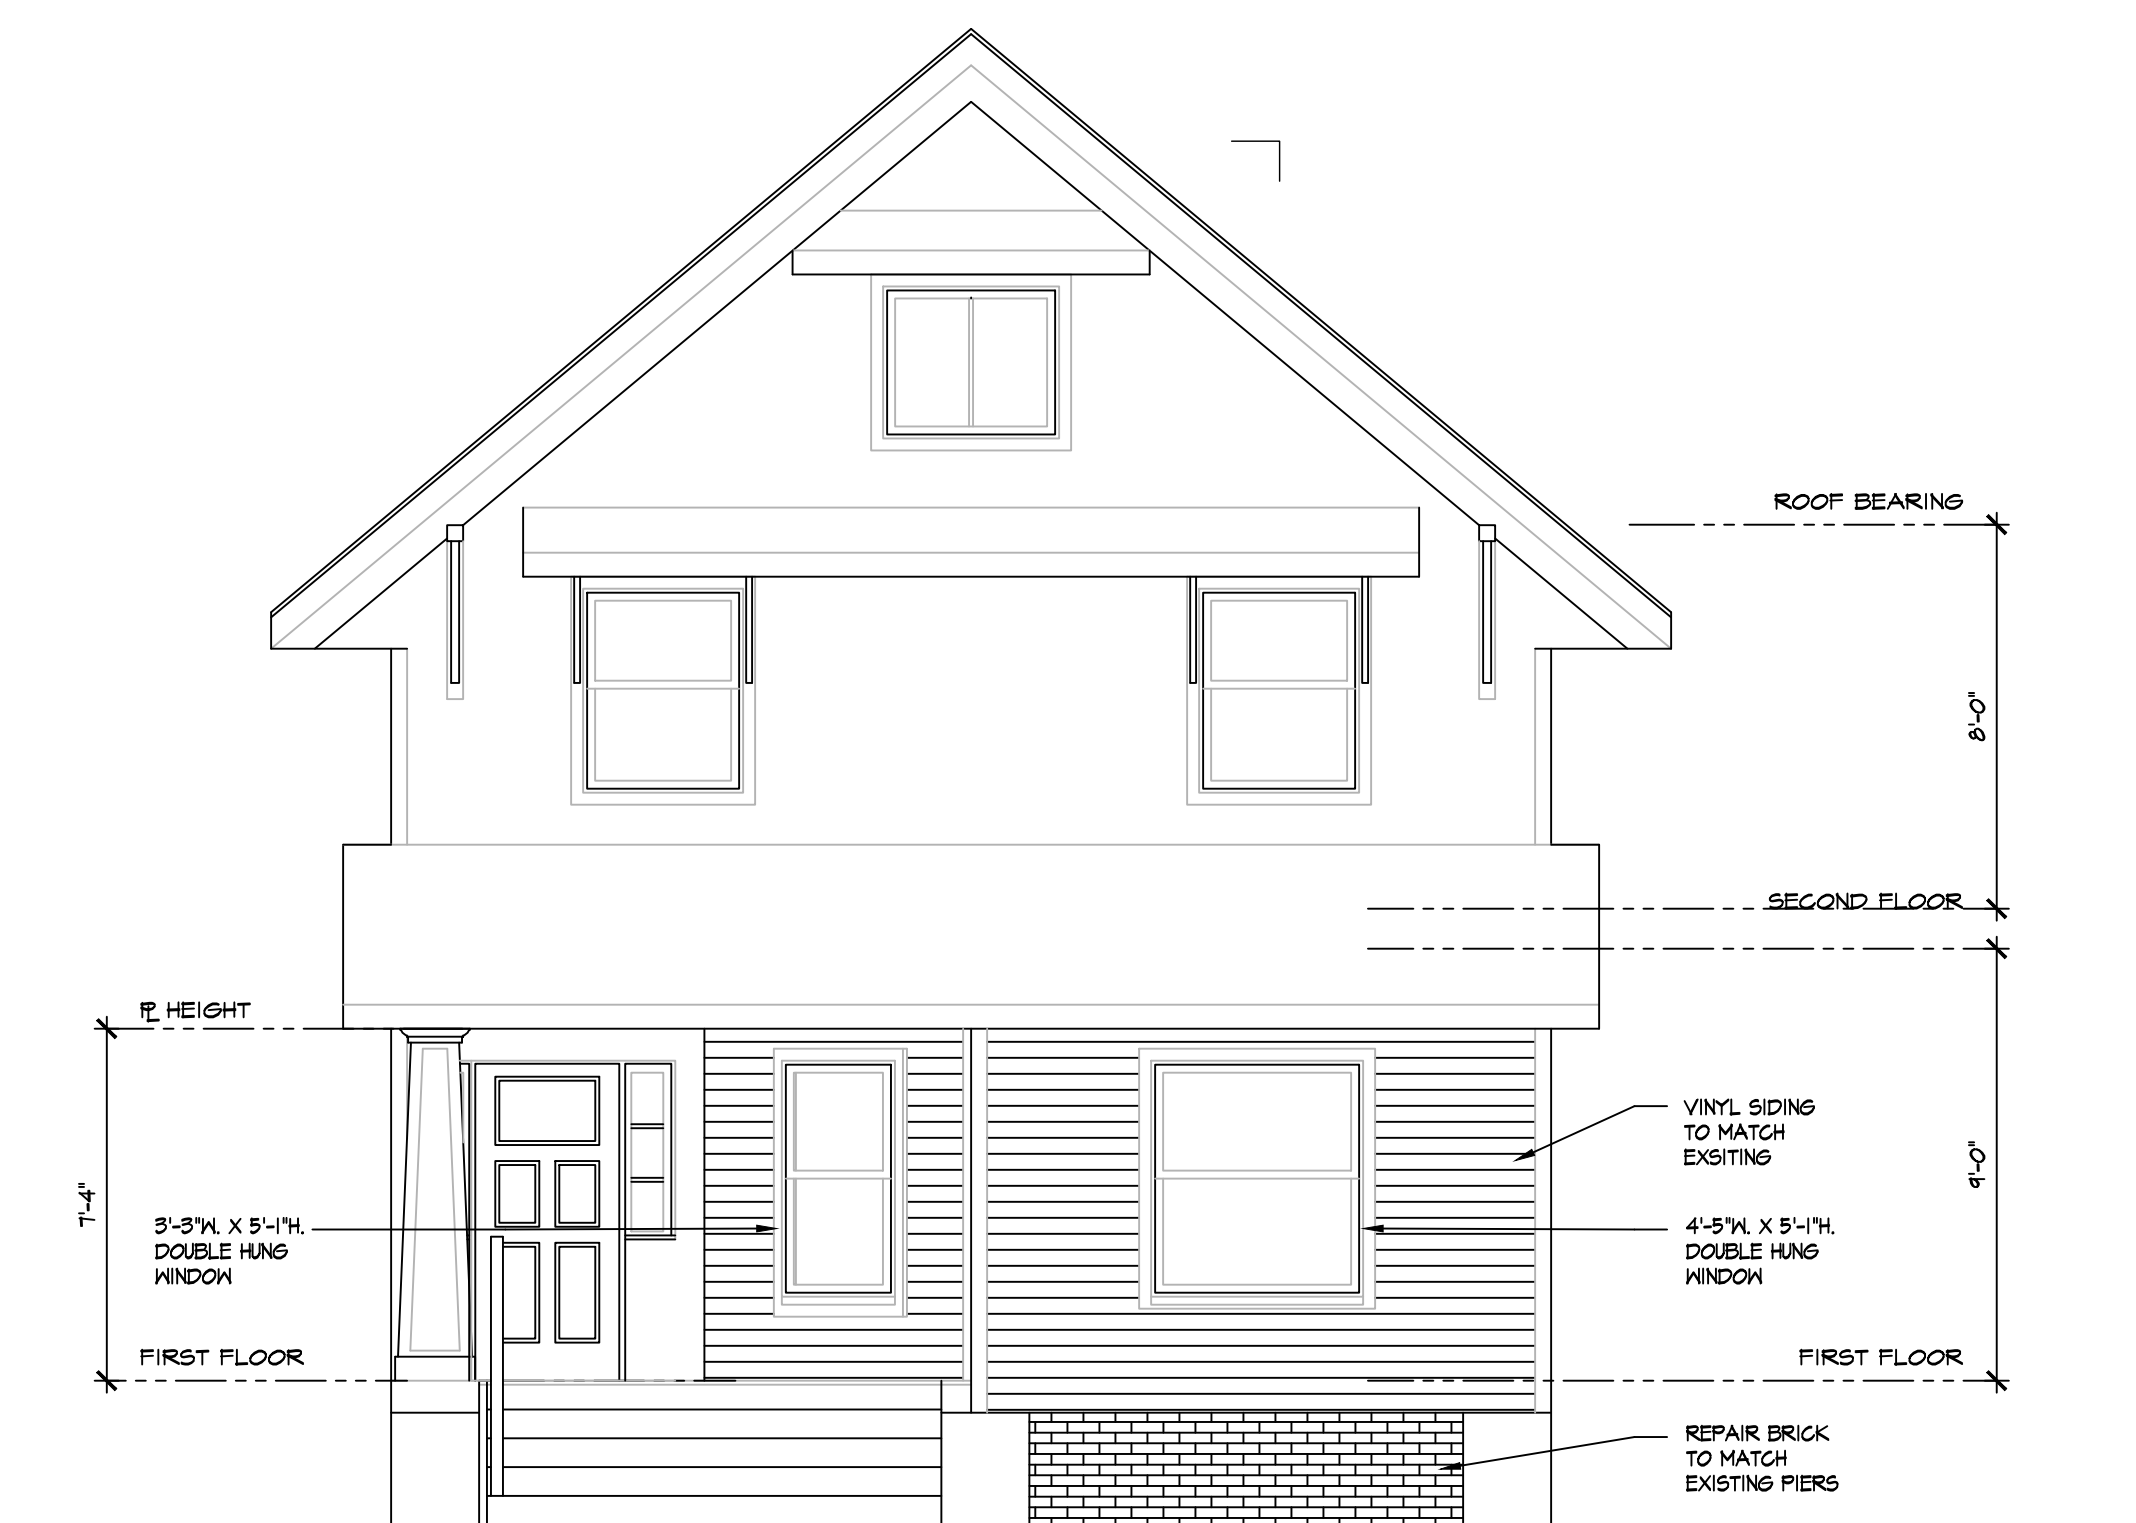 ROOF BEARING
8'-0"
SECOND FLOOR
PL HEIGHT
VINYL SIDING
TO MATCH
EXSITING
9'-0"
7'-4"
3'-3"W. X 5'-1"H.
DOUBLE HUNG
WINDOW
4'-5"W. X 5'-1"H.
DOUBLE HUNG
WINDOW
FIRST FLOOR
FIRST FLOOR
REPAIR BRICK
TO MATCH
EXISTING PIERS